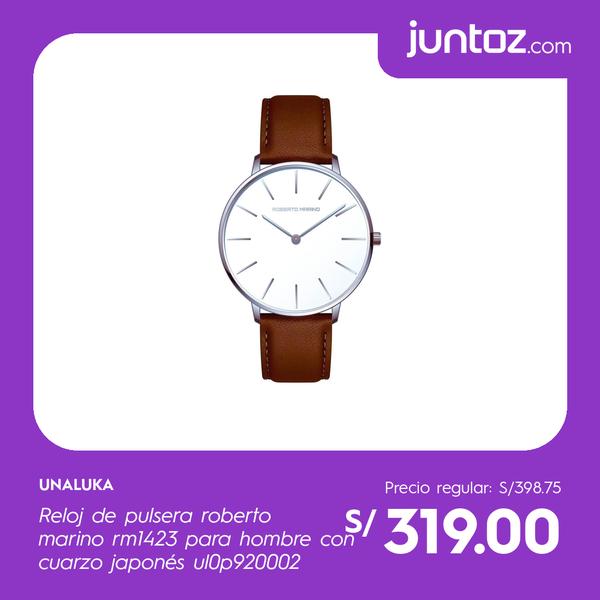 juntoz.com
ROBERTO MARINO
UNALUKA
Reloj de pulsera roberto
marino rm1423 para hombre con
cuarzo japonés ul0p920002
Precio regular: S/398.75
S/ 319.00